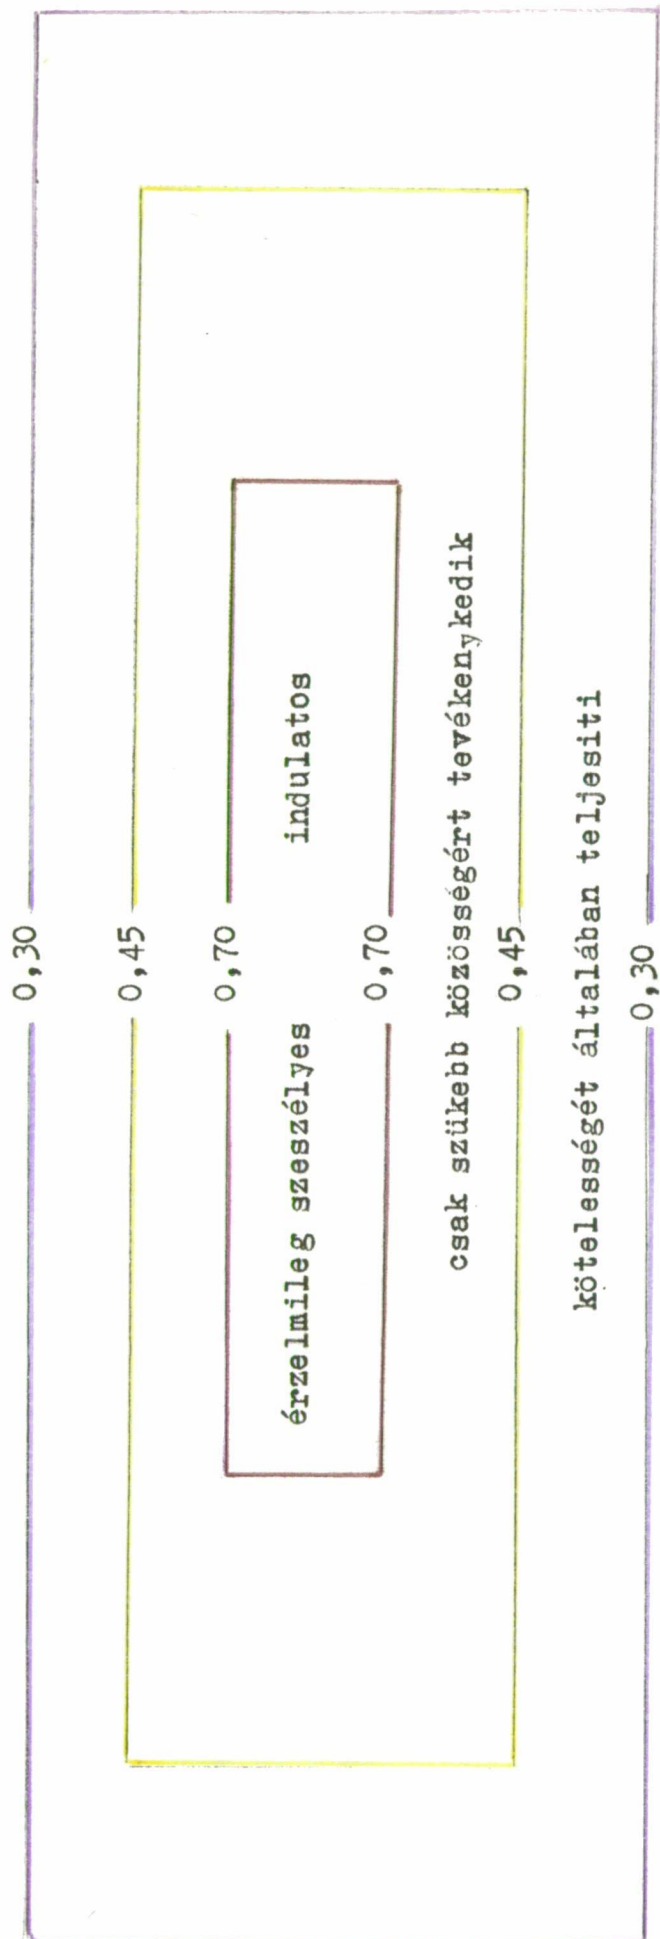 0,30
0,45
0,70
érzelmileg szeszélyes indulatos
0,70
csak szükebb közösségért tevékenykedik
0,45
kötelességét általában teljesiti
0,30